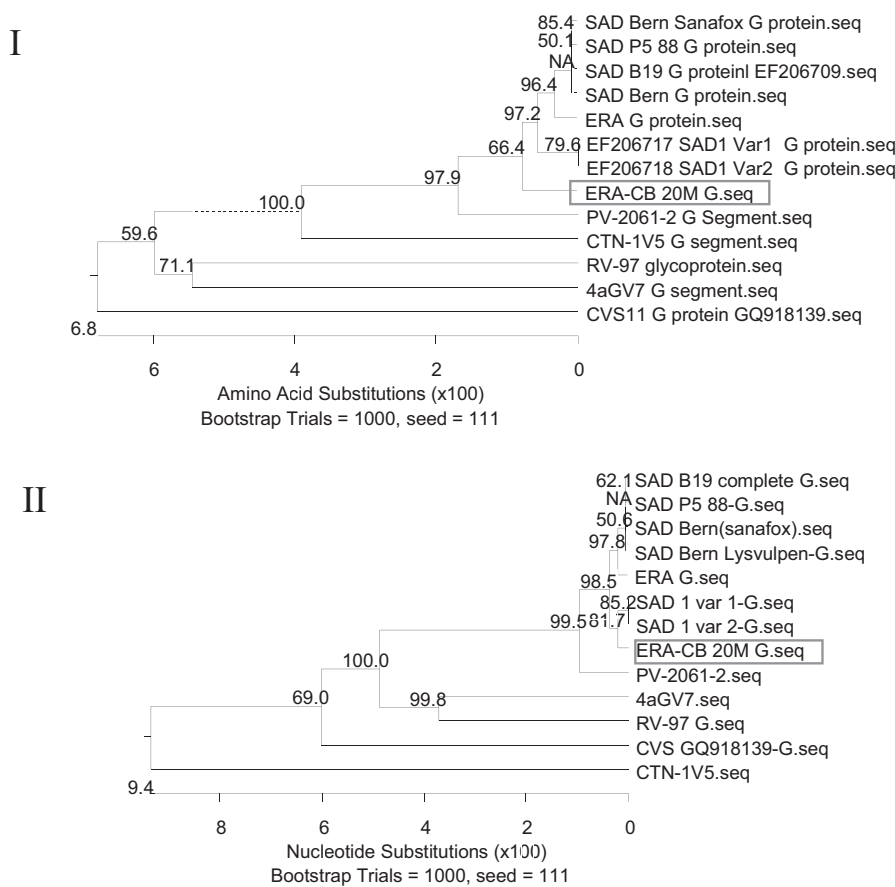 I
85.4 SAD Bern Sanafox G protein.seq
50.1 SAD P5 88 G protein.seq
NA SAD B19 G proteinl EF206709.seq
96.4 SAD Bern G protein.seq
97.2 ERA G protein.seq
79.6 EF206717 SAD1 Var1 G protein.seq
66.4 EF206718 SAD1 Var2 G protein.seq
97.9 ERA-CB 20M G.seq
100.0 PV-2061-2 G Segment.seq
59.6 CTN-1V5 G segment.seq
71.1 RV-97 glycoprotein.seq
4aGV7 G segment.seq
CVS11 G protein GQ918139.seq
6.8
6 4 2 0
Amino Acid Substitutions (x100)
Bootstrap Trials = 1000, seed = 111
II
62.1 SAD B19 complete G.seq
NA SAD P5 88-G.seq
50.6 SAD Bern(sanafox).seq
97.8 SAD Bern Lysvulpen-G.seq
98.5 ERA G.seq
85.2 SAD 1 var 1-G.seq
99.5 81.7 SAD 1 var 2-G.seq
ERA-CB 20M G.seq
100.0 PV-2061-2.seq
69.0 99.8 4aGV7.seq
RV-97 G.seq
CVS GQ918139-G.seq
CTN-1V5.seq
9.4
8 6 4 2 0
Nucleotide Substitutions (x100)
Bootstrap Trials = 1000, seed = 111